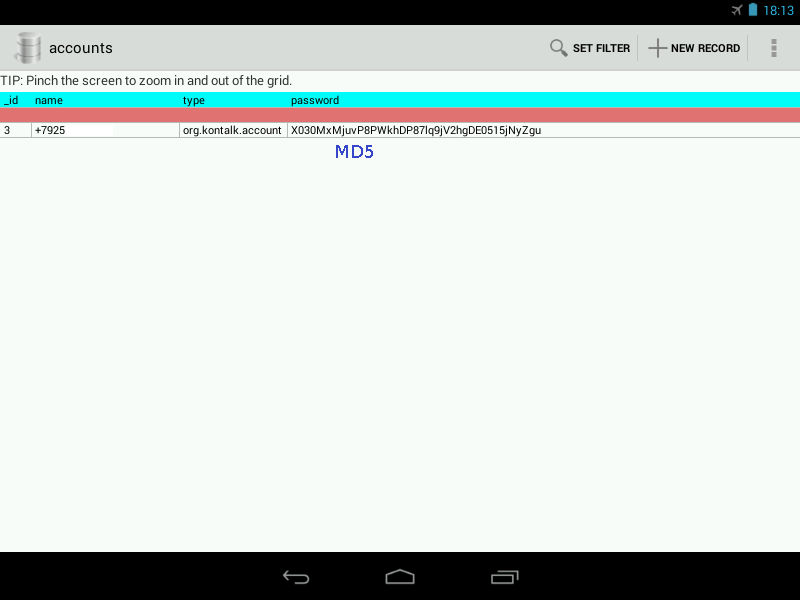 18:13
accounts SET FILTER NEW RECORD
TIP: Pinch the screen to zoom in and out of the grid.
_id name type password
3 +7925 org.kontalk.account X030MxMjuvP8PWkhDP87lq9jV2hgDE0515jNyZgu
MD5